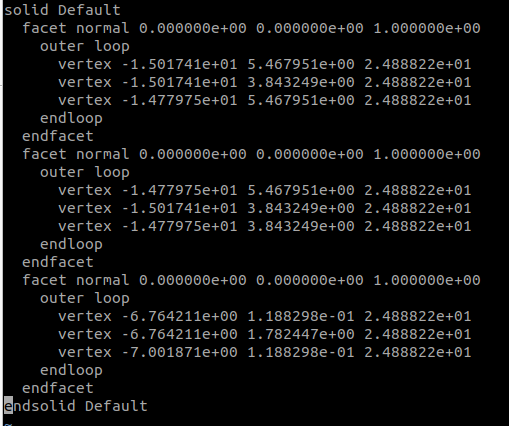 solid Default
  facet normal 0.000000e+00 0.000000e+00 1.000000e+00
    outer loop
      vertex -1.501741e+01 5.467951e+00 2.488822e+01
      vertex -1.501741e+01 3.843249e+00 2.488822e+01
      vertex -1.477975e+01 5.467951e+00 2.488822e+01
    endloop
  endfacet
  facet normal 0.000000e+00 0.000000e+00 1.000000e+00
    outer loop
      vertex -1.477975e+01 5.467951e+00 2.488822e+01
      vertex -1.501741e+01 3.843249e+00 2.488822e+01
      vertex -1.477975e+01 3.843249e+00 2.488822e+01
    endloop
  endfacet
  facet normal 0.000000e+00 0.000000e+00 1.000000e+00
    outer loop
      vertex -6.764211e+00 1.188298e-01 2.488822e+01
      vertex -6.764211e+00 1.782447e+00 2.488822e+01
      vertex -7.001871e+00 1.188298e-01 2.488822e+01
    endloop
  endfacet
endsolid Default
~